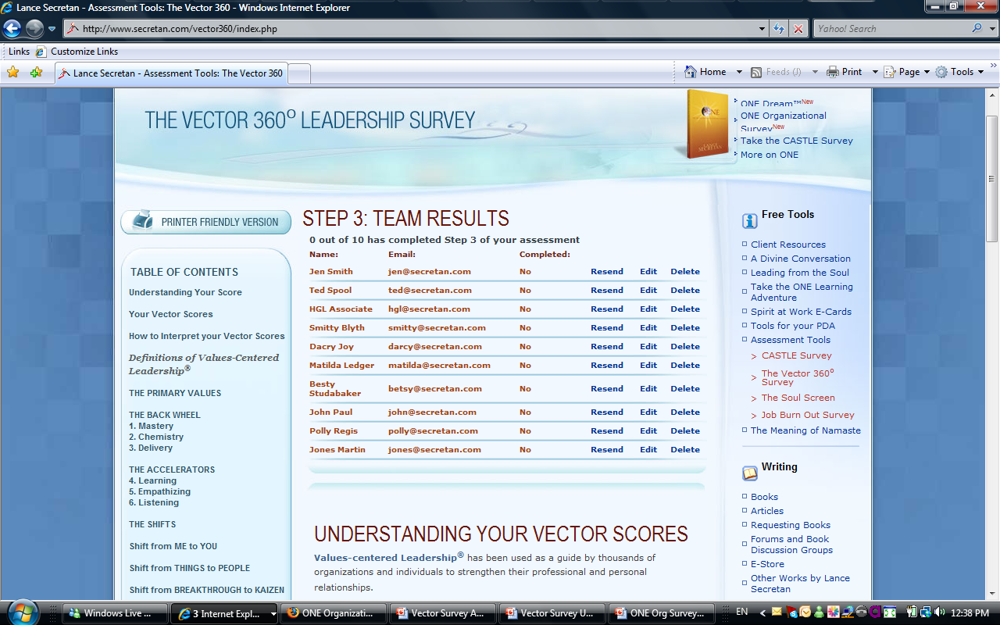 Lance Secretan - Assessment Tools: The Vector 360 - Windows Internet Explorer
http://www.secretan.com/vector360/index.php
Yahoo! Search
Links Customize Links
Lance Secretan - Assessment Tools: The Vector 360
Home Feeds (J) Print Page Tools
THE VECTOR 360° LEADERSHIP SURVEY
ONE
LANCE SECRETAN
ONE Dream™New
ONE Organizational
SurveyNew
Take the CASTLE Survey
More on ONE
PRINTER FRIENDLY VERSION
TABLE OF CONTENTS
Understanding Your Score
Your Vector Scores
How to Interpret your Vector Scores
Definitions of Values-Centered
Leadership®
THE PRIMARY VALUES
THE BACK WHEEL
1. Mastery
2. Chemistry
3. Delivery
THE ACCELERATORS
4. Learning
5. Empathizing
6. Listening
THE SHIFTS
Shift from ME to YOU
Shift from THINGS to PEOPLE
Shift from BREAKTHROUGH to KAIZEN
STEP 3: TEAM RESULTS
0 out of 10 has completed Step 3 of your assessment
Name: Email: Completed:
Jen Smith jen@secretan.com No Resend Edit Delete
Ted Spool ted@secretan.com No Resend Edit Delete
HGL Associate hgl@secretan.com No Resend Edit Delete
Smitty Blyth smitty@secretan.com No Resend Edit Delete
Dacry Joy darcy@secretan.com No Resend Edit Delete
Matilda Ledger matilda@secretan.com No Resend Edit Delete
Besty
Studabaker betsy@secretan.com No Resend Edit Delete
John Paul john@secretan.com No Resend Edit Delete
Polly Regis polly@secretan.com No Resend Edit Delete
Jones Martin jones@secretan.com No Resend Edit Delete
UNDERSTANDING YOUR VECTOR SCORES
Values-centered Leadership® has been used as a guide by thousands of
organizations and individuals to strengthen their professional and personal
relationships.
Free Tools
Client Resources
A Divine Conversation
Leading from the Soul
Take the ONE Learning
Adventure
Spirit at Work E-Cards
Tools for your PDA
Assessment Tools
> CASTLE Survey
> The Vector 360°
Survey
> The Soul Screen
> Job Burn Out Survey
The Meaning of Namaste
Writing
Books
Articles
Requesting Books
Forums and Book
Discussion Groups
E-Store
Other Works by Lance
Secretan
Windows Live ... 3 Internet Expl... ONE Organizati... Vector Survey A... Vector Survey U... ONE Org Survey... EN 12:38 PM